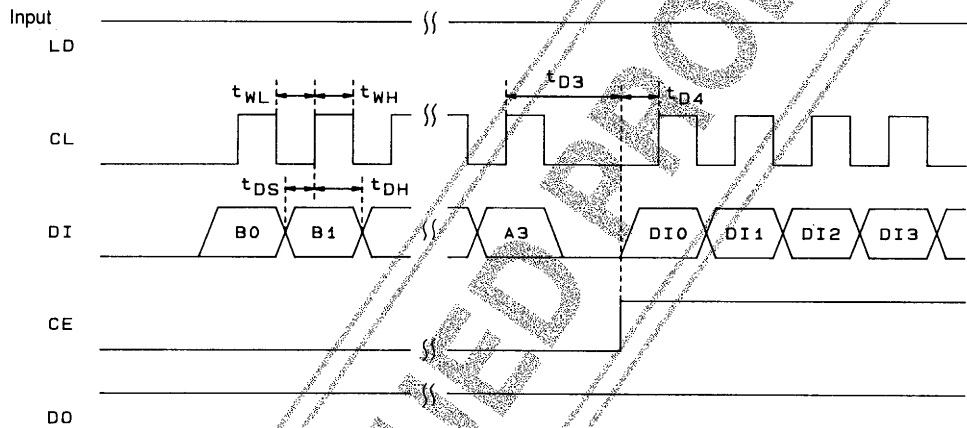 Input
LD
tWL tWH tD3 tD4
CL
tDS tDH
DI B0 B1 A3 DI0 DI1 DI2 DI3
CE
DO